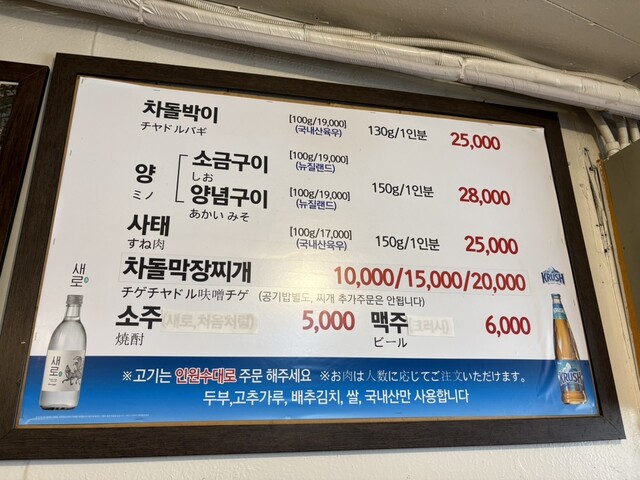 차돌박이 [100g/19,000] 130g/1인분 25,000
チヤドルバギ (국내산육우)
양 소금구이 [100g/19,000]
ミノ しお (뉴질랜드)
양념구이 [100g/19,000] 150g/1인분 28,000
あかい みそ (뉴질랜드)
사태 [100g/17,000] 150g/1인분 25,000
すね肉 (국내산육우)
차돌막장찌개 10,000/15,000/20,000
チゲチヤドル味噌チゲ (공기밥별도, 찌개 추가주문은 안됩니다)
소주(새로,처음처럼) 5,000 맥주(크러시) 6,000
焼酎 ビール
새로
새로
KRUSH
KRUSH
※고기는 인원수대로 주문 해주세요 ※お肉は人数に応じてご注文いただけます。
두부,고추가루, 배추김치, 쌀, 국내산만 사용합니다